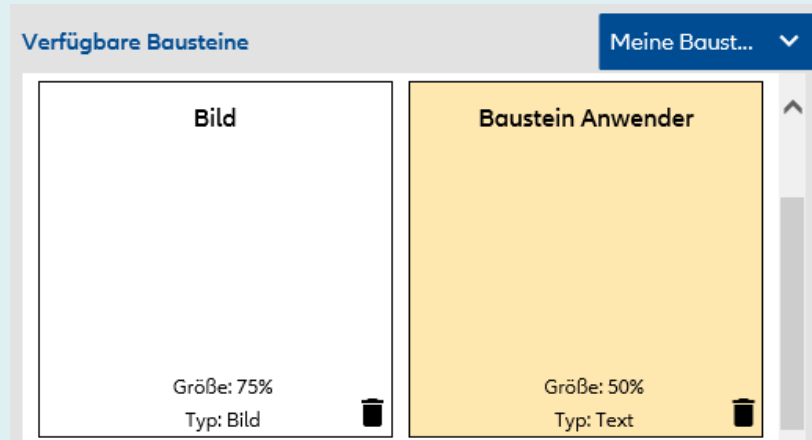 Verfügbare Bausteine
Meine Baust...
Bild
Baustein Anwender
Größe: 75%
Typ: Bild
Größe: 50%
Typ: Text